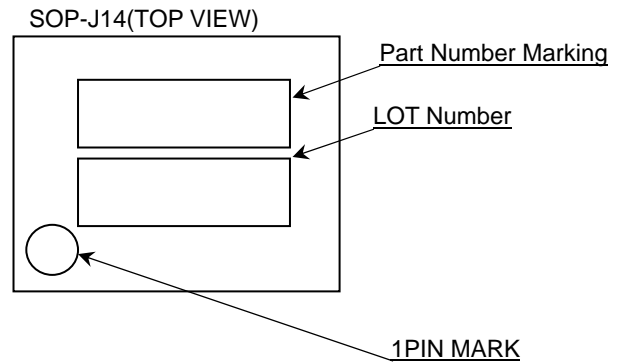 SOP-J14(TOP VIEW)
Part Number Marking
LOT Number
1PIN MARK